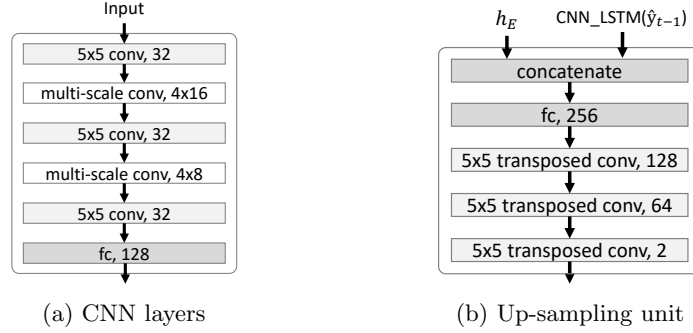 Input
5x5 conv, 32
multi-scale conv, 4x16
5x5 conv, 32
multi-scale conv, 4x8
5x5 conv, 32
fc, 128
(a) CNN layers
h_E CNN_LSTM(ŷ_{t−1})
concatenate
fc, 256
5x5 transposed conv, 128
5x5 transposed conv, 64
5x5 transposed conv, 2
(b) Up-sampling unit